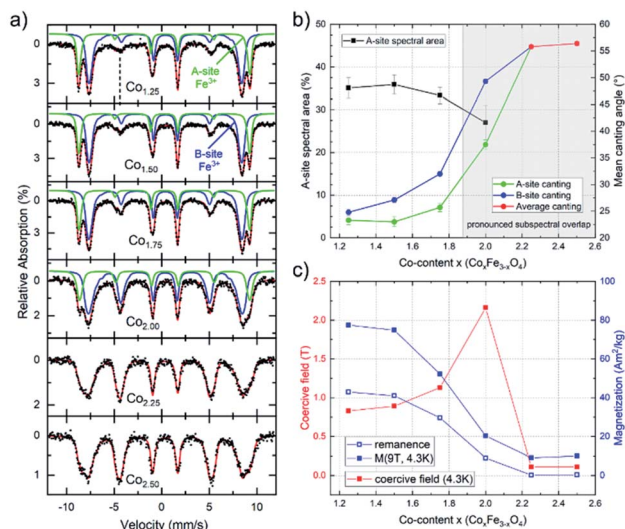 a)
A-site
Fe³⁺
Co₁.₂₅
B-site
Fe³⁺
Co₁.₅₀
Co₁.₇₅
Co₂.₀₀
Co₂.₂₅
Co₂.₅₀
Relative Absorption (%)
0
3
0
5
0
4
0
2
0
2
0
1
-10 -5 0 5 10
Velocity (mm/s)
b)
A-site spectral area (%)
50
45
40
35
30
25
20
15
10
5
0
A-site spectral area
A-site canting
B-site canting
Average canting
pronounced subspectral overlap
60
55
50
45
40
35
30
25
20
15
10
Mean canting angle (°)
1.2 1.4 1.6 1.8 2.0 2.2 2.4 2.6
Co-content x (CoₓFe₃₋ₓO₄)
c)
Coercive field (T)
2.5
2.0
1.5
1.0
0.5
0.0
remanence
M(9T, 4.3K)
coercive field (4.3K)
100
80
60
40
20
0
Magnetization (Am²/kg)
1.2 1.4 1.6 1.8 2.0 2.2 2.4 2.6
Co-content x (CoₓFe₃₋ₓO₄)